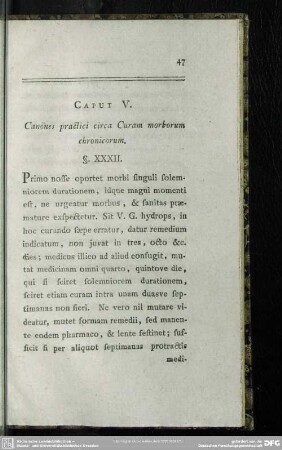 47
CAPUT V.
Canónes practici circa Curam morborum
chronicorum.
§. XXXII.
Primo nosse oportet morbi singuli solem-
niorem durationem, idque magni momenti
est, ne urgeatur morbus, & sanitas præ-
mature exspectetur. Sit V. G. hydrops, in
hoc curando sæpe erratur, datur remedium
indicatum, non juvat in tres, octo &c.
dies; medicus illico ad aliud confugit, mu-
tat medicinam omni quarto, quintove die,
qui si sciret solemniorem durationem,
sciret etiam curam intra unam duasve sep-
timanas non fieri. Ne vero nil mutare vi-
deatur, mutet formam remedii, sed manen-
te eodem pharmaco, & lente festinet; suf-
ficit si per aliquot septimanas protractis
medi-
DFG